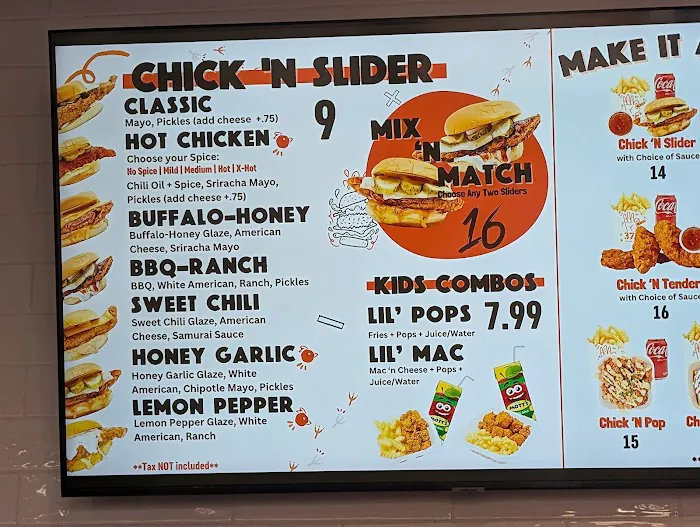 CHICK 'N SLIDER
CLASSIC
Mayo, Pickles (add cheese +.75)
9
HOT CHICKEN
Choose your Spice:
No Spice | Mild | Medium | Hot | X-Hot
Chili Oil + Spice, Sriracha Mayo,
Pickles (add cheese +.75)
BUFFALO-HONEY
Buffalo-Honey Glaze, American
Cheese, Sriracha Mayo
BBQ-RANCH
BBQ, White American, Ranch, Pickles
SWEET CHILI
Sweet Chili Glaze, American
Cheese, Samurai Sauce
HONEY GARLIC
Honey Garlic Glaze, White
American, Chipotle Mayo, Pickles
LEMON PEPPER
Lemon Pepper Glaze, White
American, Ranch
**Tax NOT included**
MIX
'N
MATCH
Choose Any Two Sliders
16
KIDS COMBOS
LIL' POPS 7.99
Fries + Pops + Juice/Water
LIL' MAC
Mac 'n Cheese + Pops +
Juice/Water
MOTT'S
MOTT'S
MAKE IT
Coca
Chick 'N Slider
with Choice of Sauce
14
Coca
Chick 'N Tender
with Choice of Sauce
16
Coca
Chick 'N Pop
15